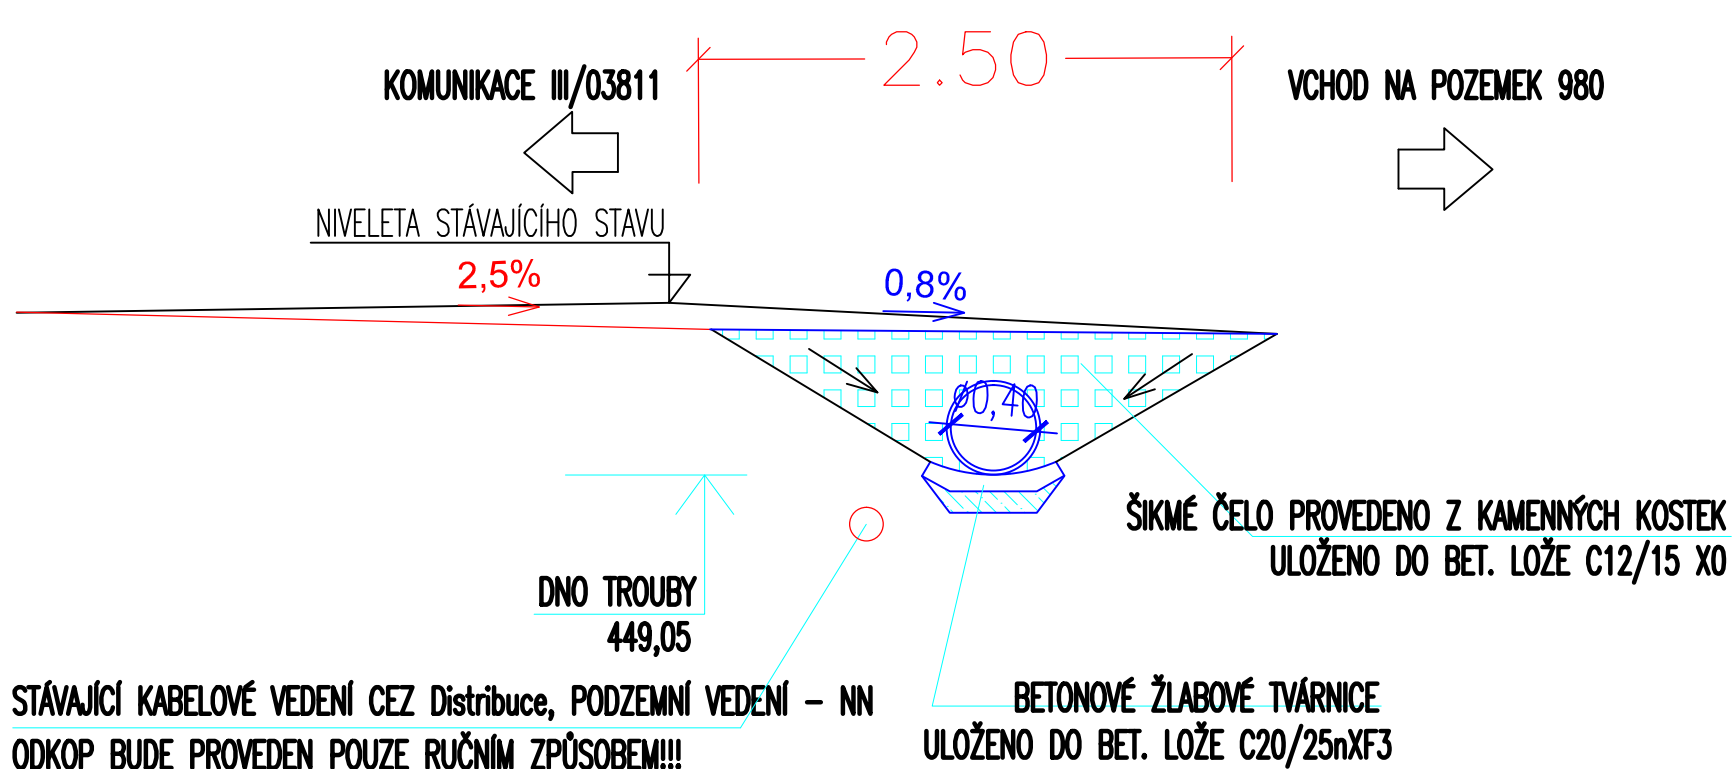 2.50
KOMUNIKACE III/03811
VCHOD NA POZEMEK 980
NIVELETA STÁVAJÍCÍHO STAVU
2,5%
0,8%
60,40
ŠIKMÉ ČELO PROVEDENO Z KAMENNÝCH KOSTEK
ULOŽENO DO BET. LOŽE C12/15 X0
DNO TROUBY
449,05
STÁVAJÍCÍ KABELOVÉ VEDENÍ CEZ Distribuce, PODZEMNÍ VEDENÍ – NN
ODKOP BUDE PROVEDEN POUZE RUČNÍM ZPŮSOBEM!!!
BETONOVÉ ŽLABOVÉ TVÁRNICE
ULOŽENO DO BET. LOŽE C20/25nXF3